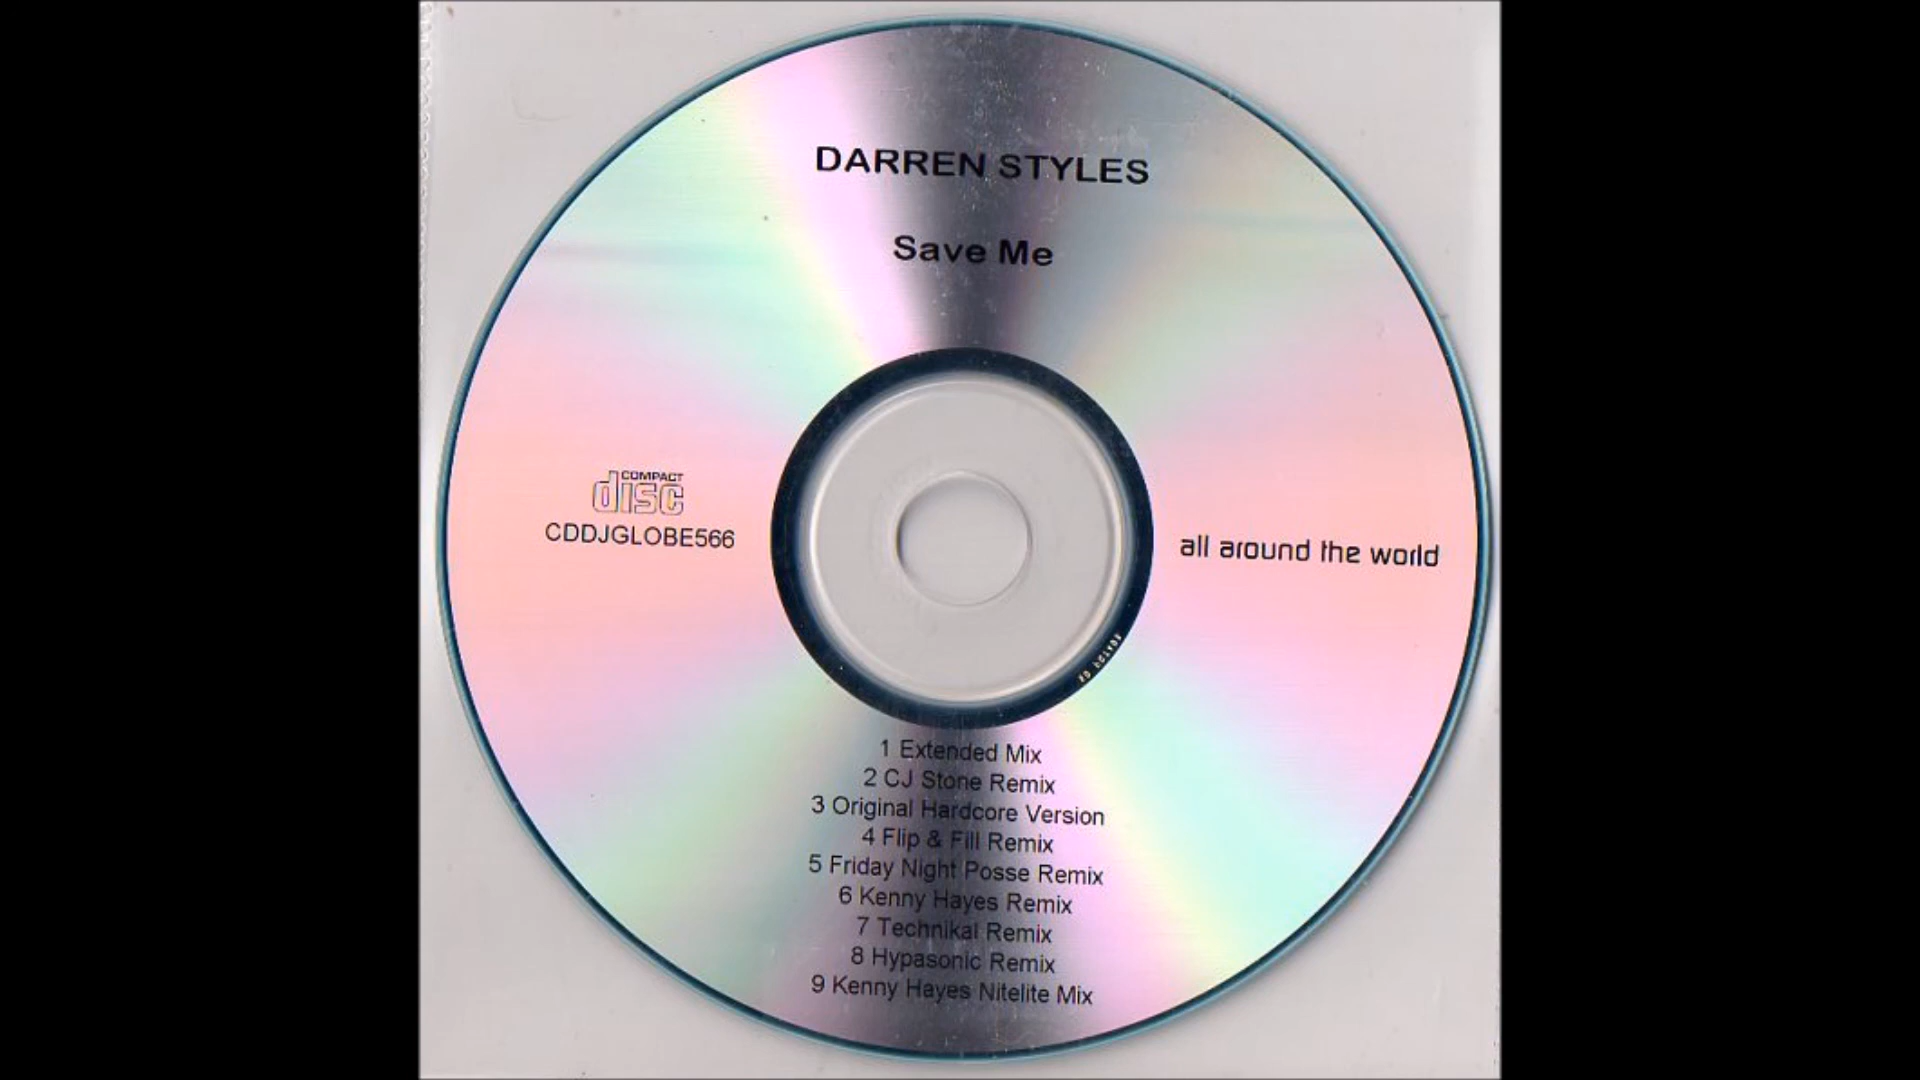 DARREN STYLES
Save Me
COMPACT
disc
CDDJGLOBE566
all around the world
1 Extended Mix
2 CJ Stone Remix
3 Original Hardcore Version
4 Flip & Fill Remix
5 Friday Night Posse Remix
6 Kenny Hayes Remix
7 Technikal Remix
8 Hypasonic Remix
9 Kenny Hayes Nitelite Mix